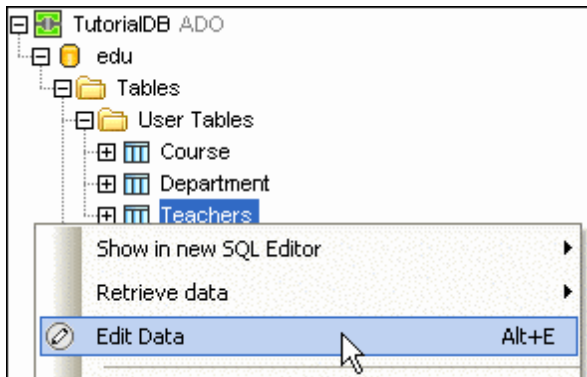 TutorialDB ADO
edu
Tables
User Tables
Course
Department
Teachers
Show in new SQL Editor
Retrieve data
Edit Data Alt+E